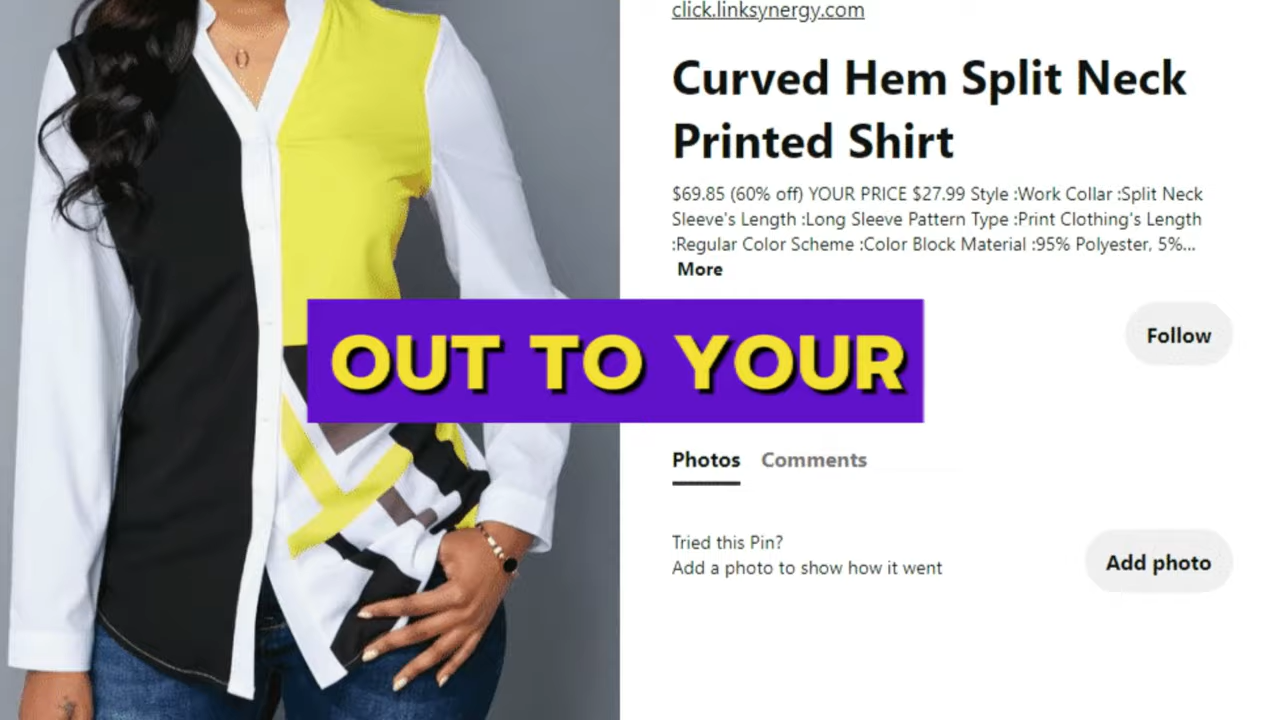 click.linksynergy.com
Curved Hem Split Neck
Printed Shirt
$69.85 (60% off) YOUR PRICE $27.99 Style :Work Collar :Split Neck
Sleeve's Length :Long Sleeve Pattern Type :Print Clothing's Length
:Regular Color Scheme :Color Block Material :95% Polyester, 5%...
More
Follow
OUT TO YOUR
Photos Comments
Tried this Pin?
Add a photo to show how it went
Add photo